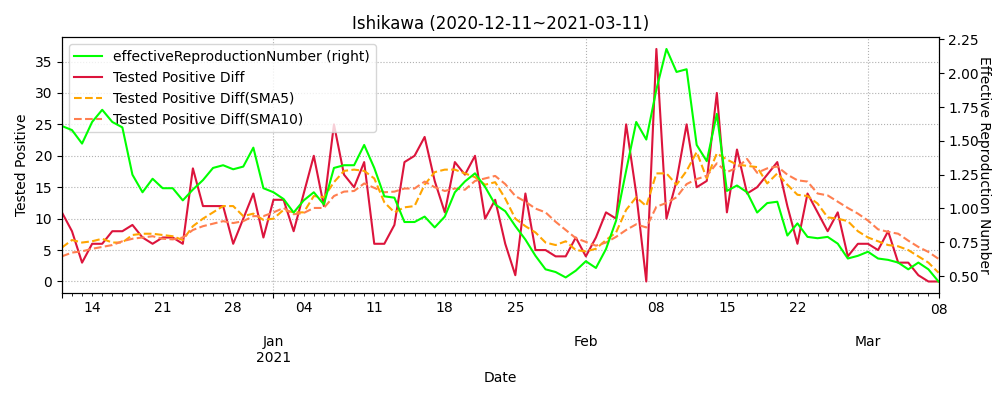 Ishikawa (2020-12-11~2021-03-11)
effectiveReproductionNumber (right)
Tested Positive Diff
Tested Positive Diff(SMA5)
Tested Positive Diff(SMA10)
Tested Positive
35
30
25
20
15
10
5
0
2.25
2.00
1.75
1.50
1.25
1.00
0.75
0.50
Effective Reproduction Number
14 21 28 04 11 18 25 08 15 22 08
Jan Feb Mar
2021
Date